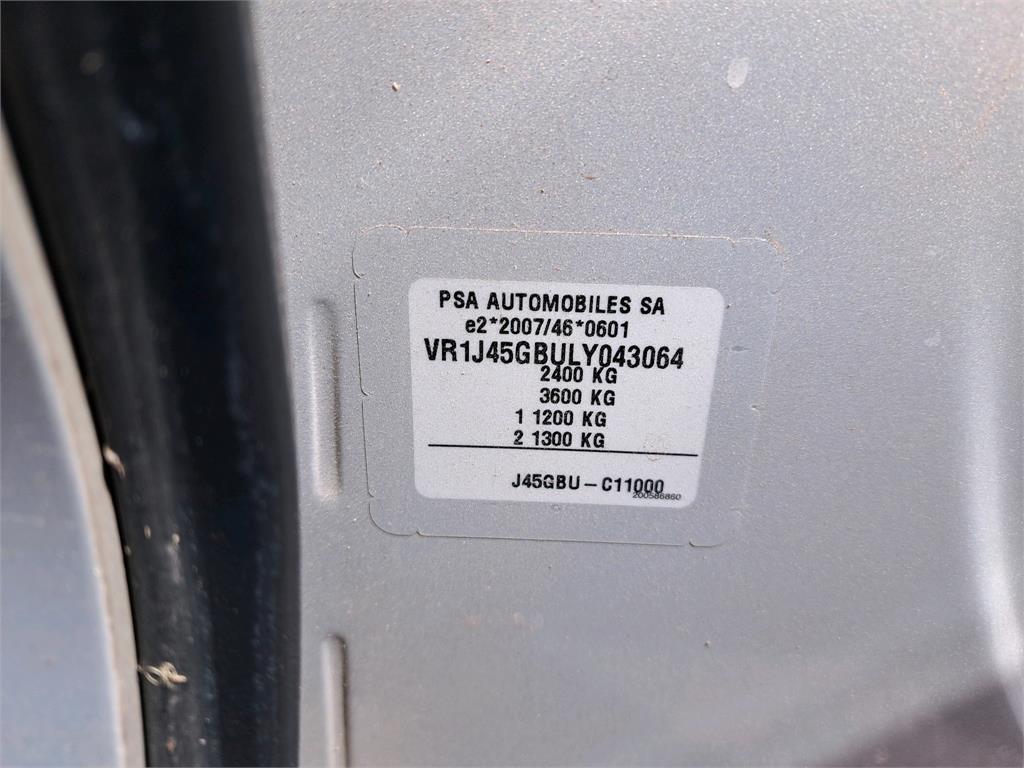 PSA AUTOMOBILES SA
e2*2007/46*0601
VR1J45GBULY043064
2400 KG
3600 KG
1 1200 KG
2 1300 KG
J45GBU-C11000
200586860